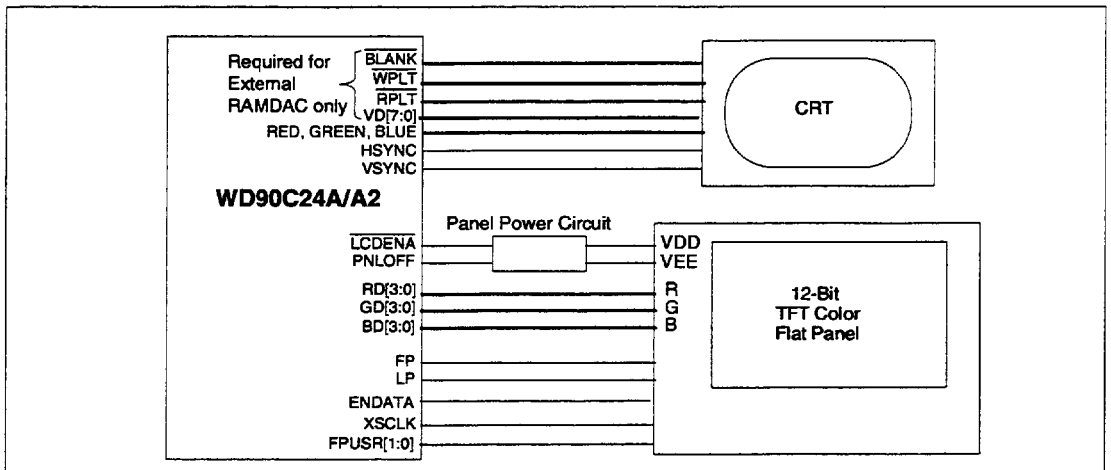 Required for
External
RAMDAC only
BLANK
WPLT
RPLT
VD[7:0]
RED, GREEN, BLUE
HSYNC
VSYNC
CRT
WD90C24A/A2
Panel Power Circuit
LCDENA
PNLOFF
VDD
VEE
RD[3:0]
GD[3:0]
BD[3:0]
R
G
B
12-Bit
TFT Color
Flat Panel
FP
LP
ENDATA
XSCLK
FPUSR[1:0]